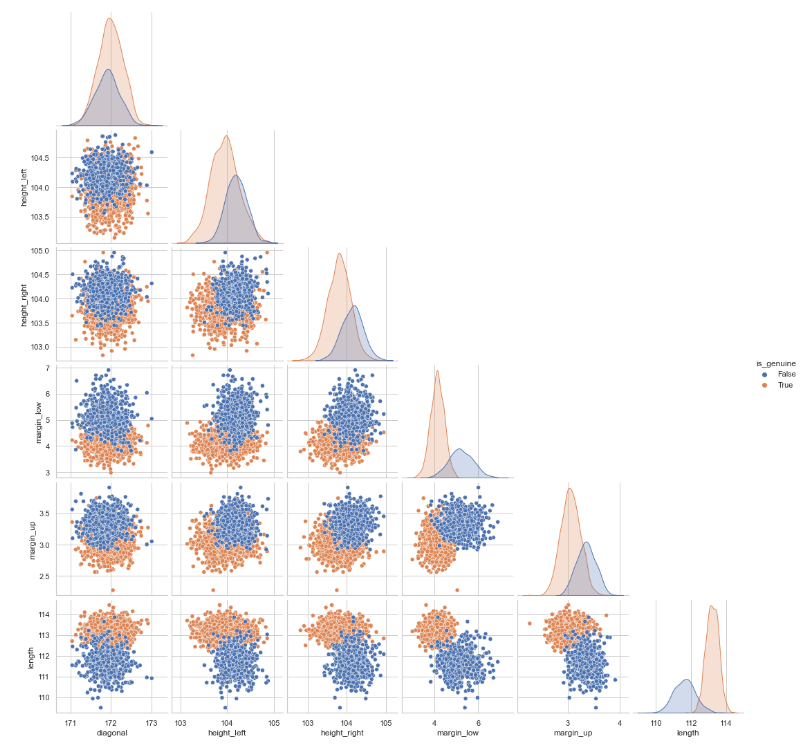 height_left
104.5
104.0
103.5
height_right
105.0
104.5
104.0
103.5
103.0
is_genuine
False
True
margin_low
7
6
5
4
3
margin_up
3.5
3.0
2.5
length
114
113
112
111
110
171 172 173
103 104 105
103 104 105
4 6
3 4
110 112 114
diagonal
height_left
height_right
margin_low
margin_up
length